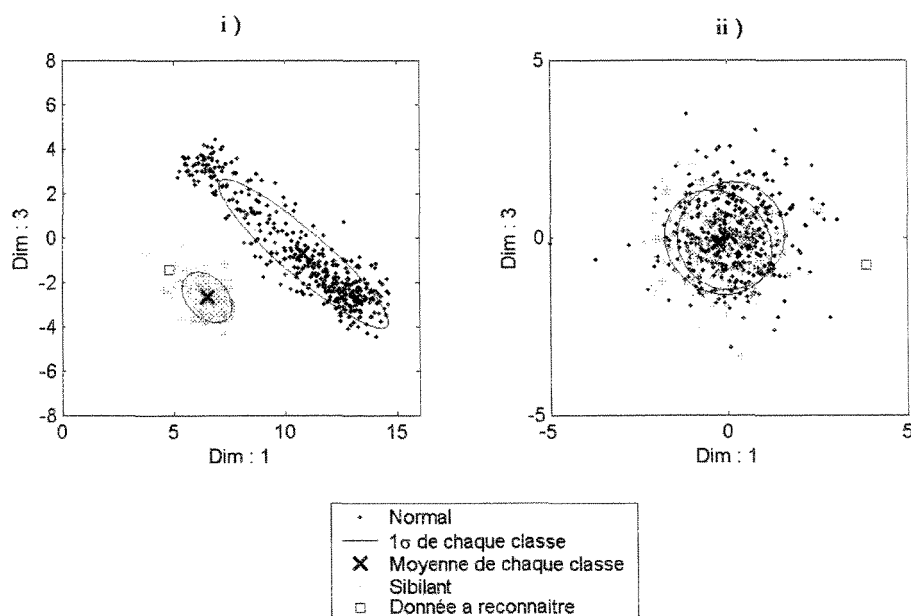 i )
ii )
8
6
4
2
0
-2
-4
-6
-8
Dim : 3
0
5
10
15
Dim : 1
5
0
-5
Dim : 3
-5
0
5
Dim : 1
Normal
1σ de chaque classe
Moyenne de chaque classe
Sibilant
Donnée a reconnaitre